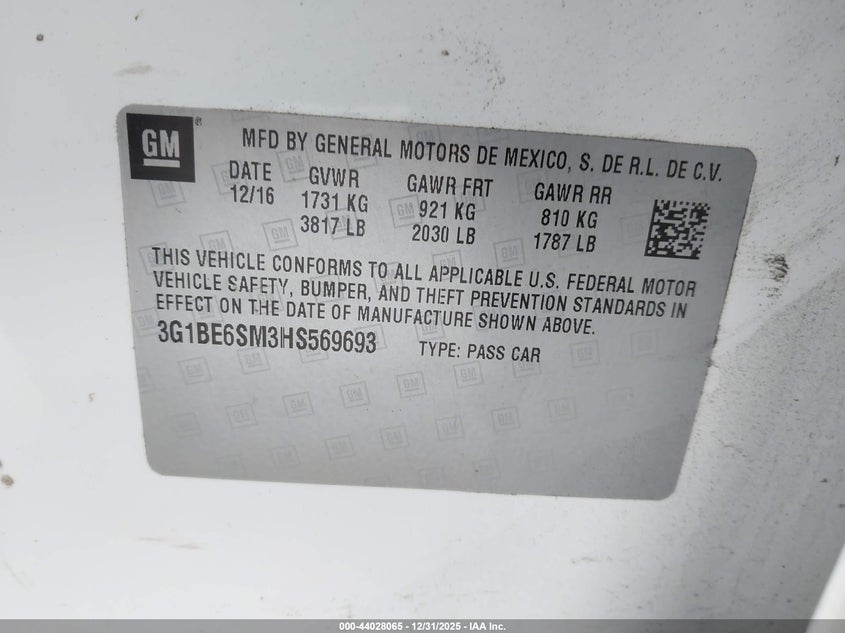 GM
MFD BY GENERAL MOTORS DE MEXICO, S. DE R.L. DE C.V.
DATE GVWR GAWR FRT GAWR RR
12/16 1731 KG 921 KG 810 KG
3817 LB 2030 LB 1787 LB
THIS VEHICLE CONFORMS TO ALL APPLICABLE U.S. FEDERAL MOTOR
VEHICLE SAFETY, BUMPER, AND THEFT PREVENTION STANDARDS IN
EFFECT ON THE DATE OF MANUFACTURE SHOWN ABOVE.
3G1BE6SM3HS569693 TYPE: PASS CAR
000-44028065 - 12/31/2025 - IAA Inc.